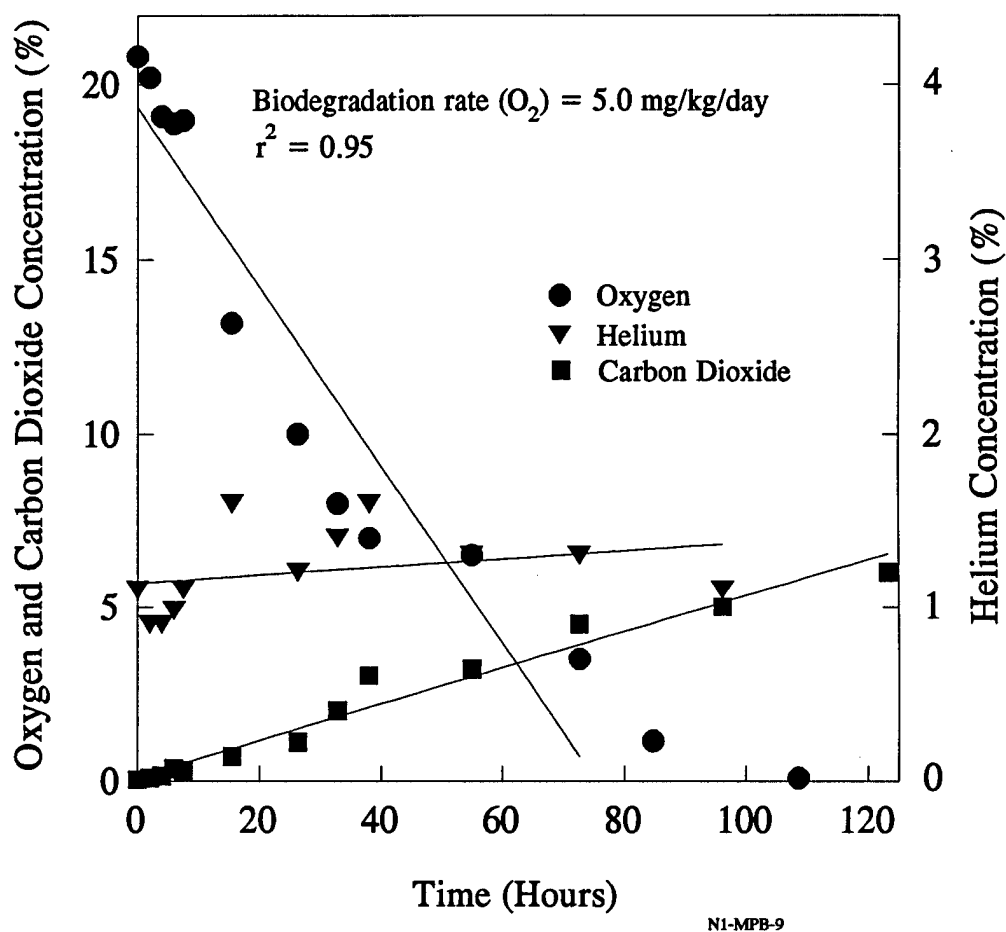 Oxygen and Carbon Dioxide Concentration (%)
20
15
10
5
0
Biodegradation rate (O₂) = 5.0 mg/kg/day
r² = 0.95
Oxygen
Helium
Carbon Dioxide
4
3
2
1
0
Helium Concentration (%)
0 20 40 60 80 100 120
Time (Hours)
N1-MPB-9